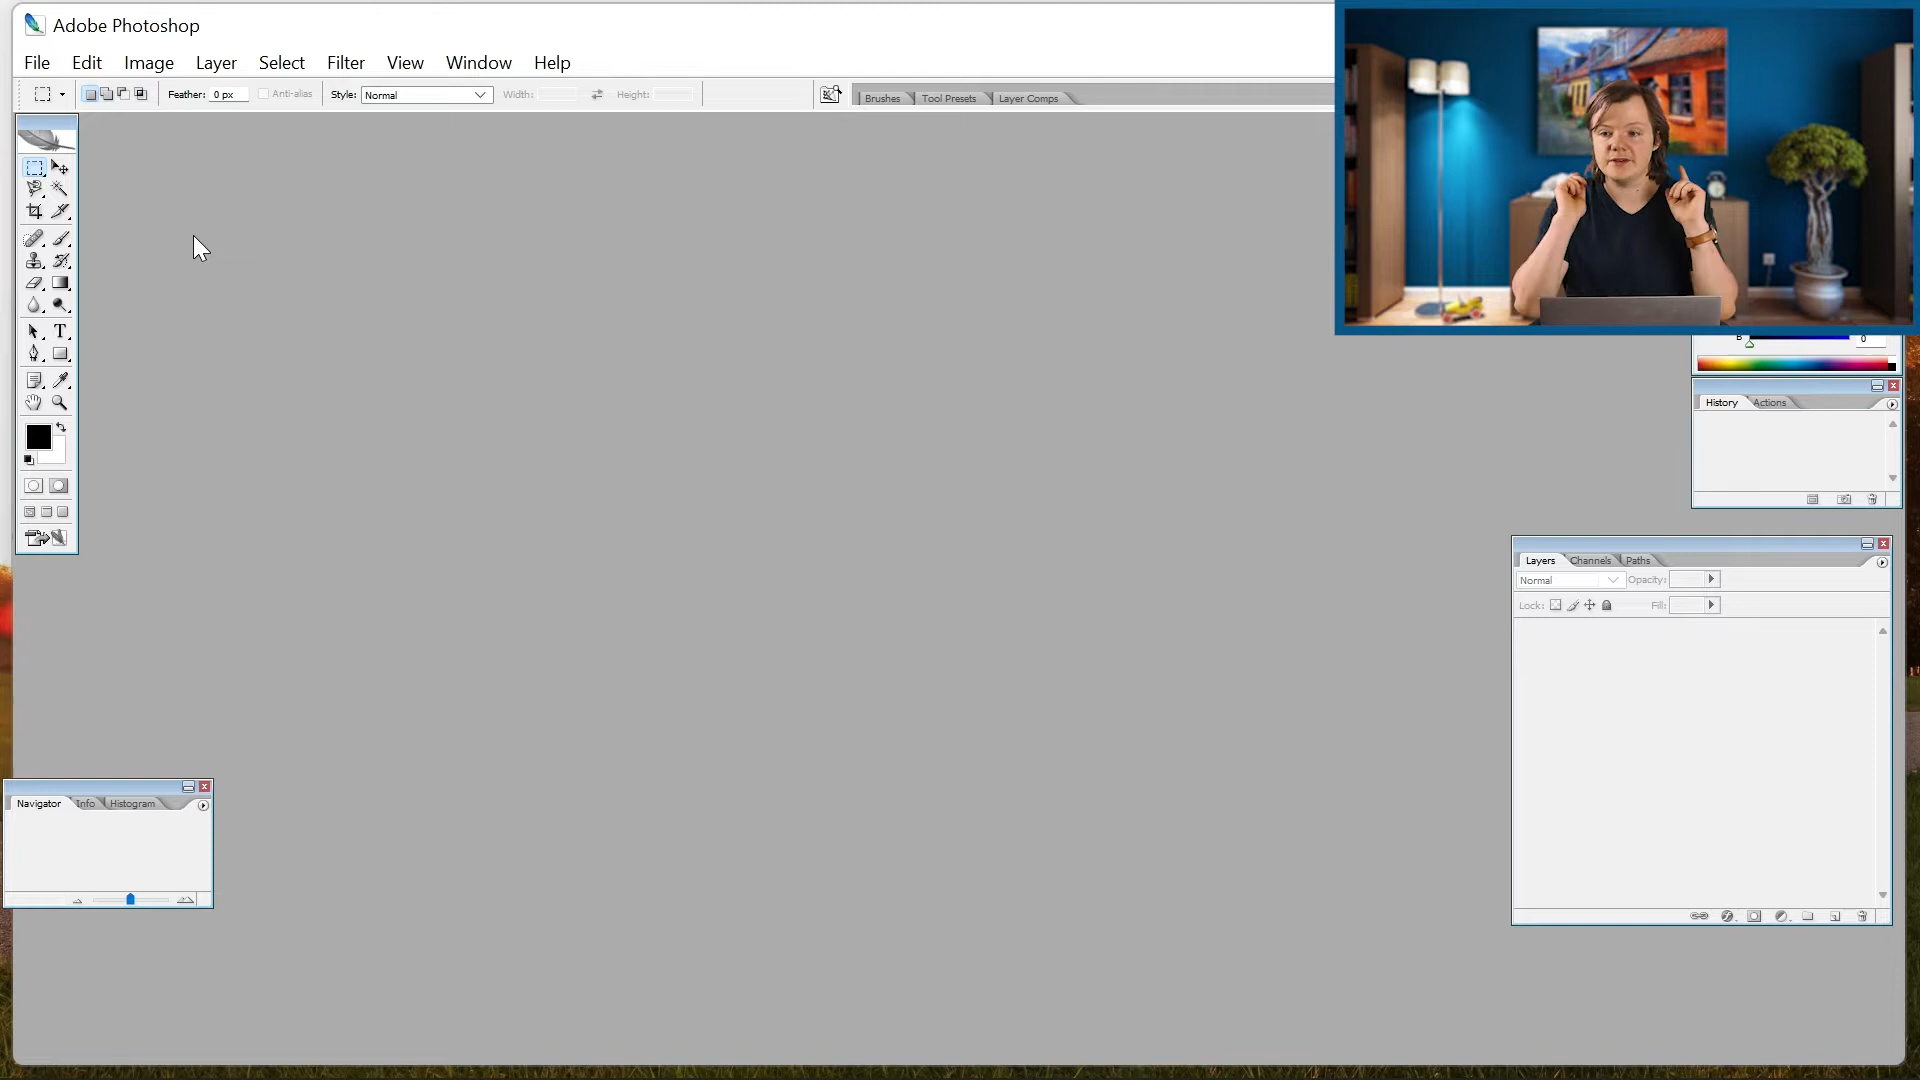 Adobe Photoshop
File Edit Image Layer Select Filter View Window Help
Feather: 0 px Anti-alias Style: Normal Width: Height: Brushes Tool Presets Layer Comps
T
B 0
History Actions
Layers Channels Paths
Normal Opacity:
Lock: Fill:
Navigator Info Histogram